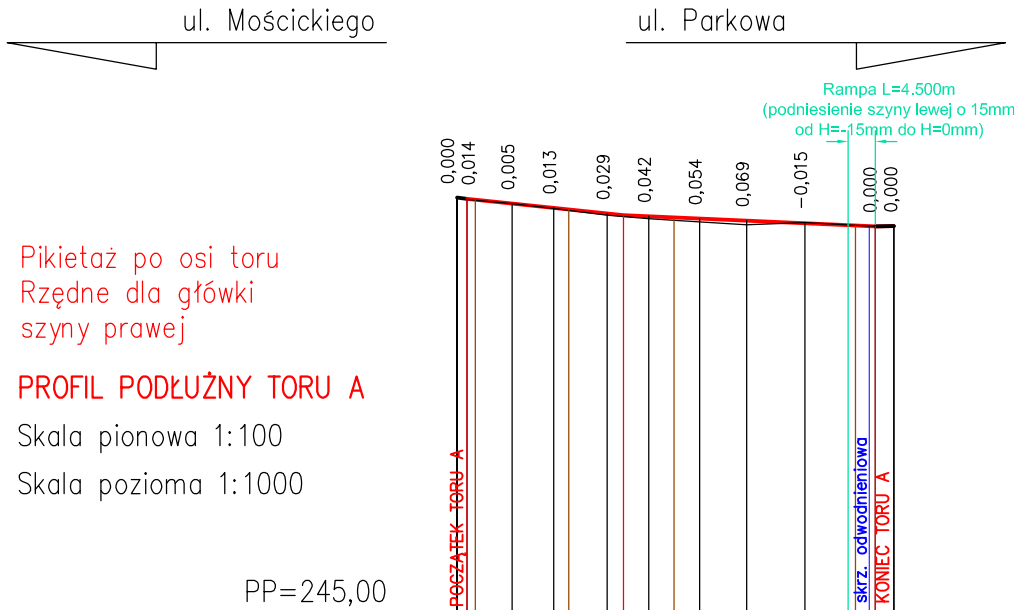 ul. Mościckiego
ul. Parkowa
Rampa L=4.500m
(podniesienie szyny lewej o 15mm
od H=-15mm do H=0mm)
0,000
0,014
0,005
0,013
0,029
0,042
0,054
0,069
-0,015
0,000
0,000
Pikietaż po osi toru
Rzędne dla główki
szyny prawej
PROFIL PODŁUŻNY TORU A
Skala pionowa 1:100
Skala pozioma 1:1000
POCZĄTEK TORU A
skrz. odwodnieniowa
KONIEC TORU A
PP=245,00